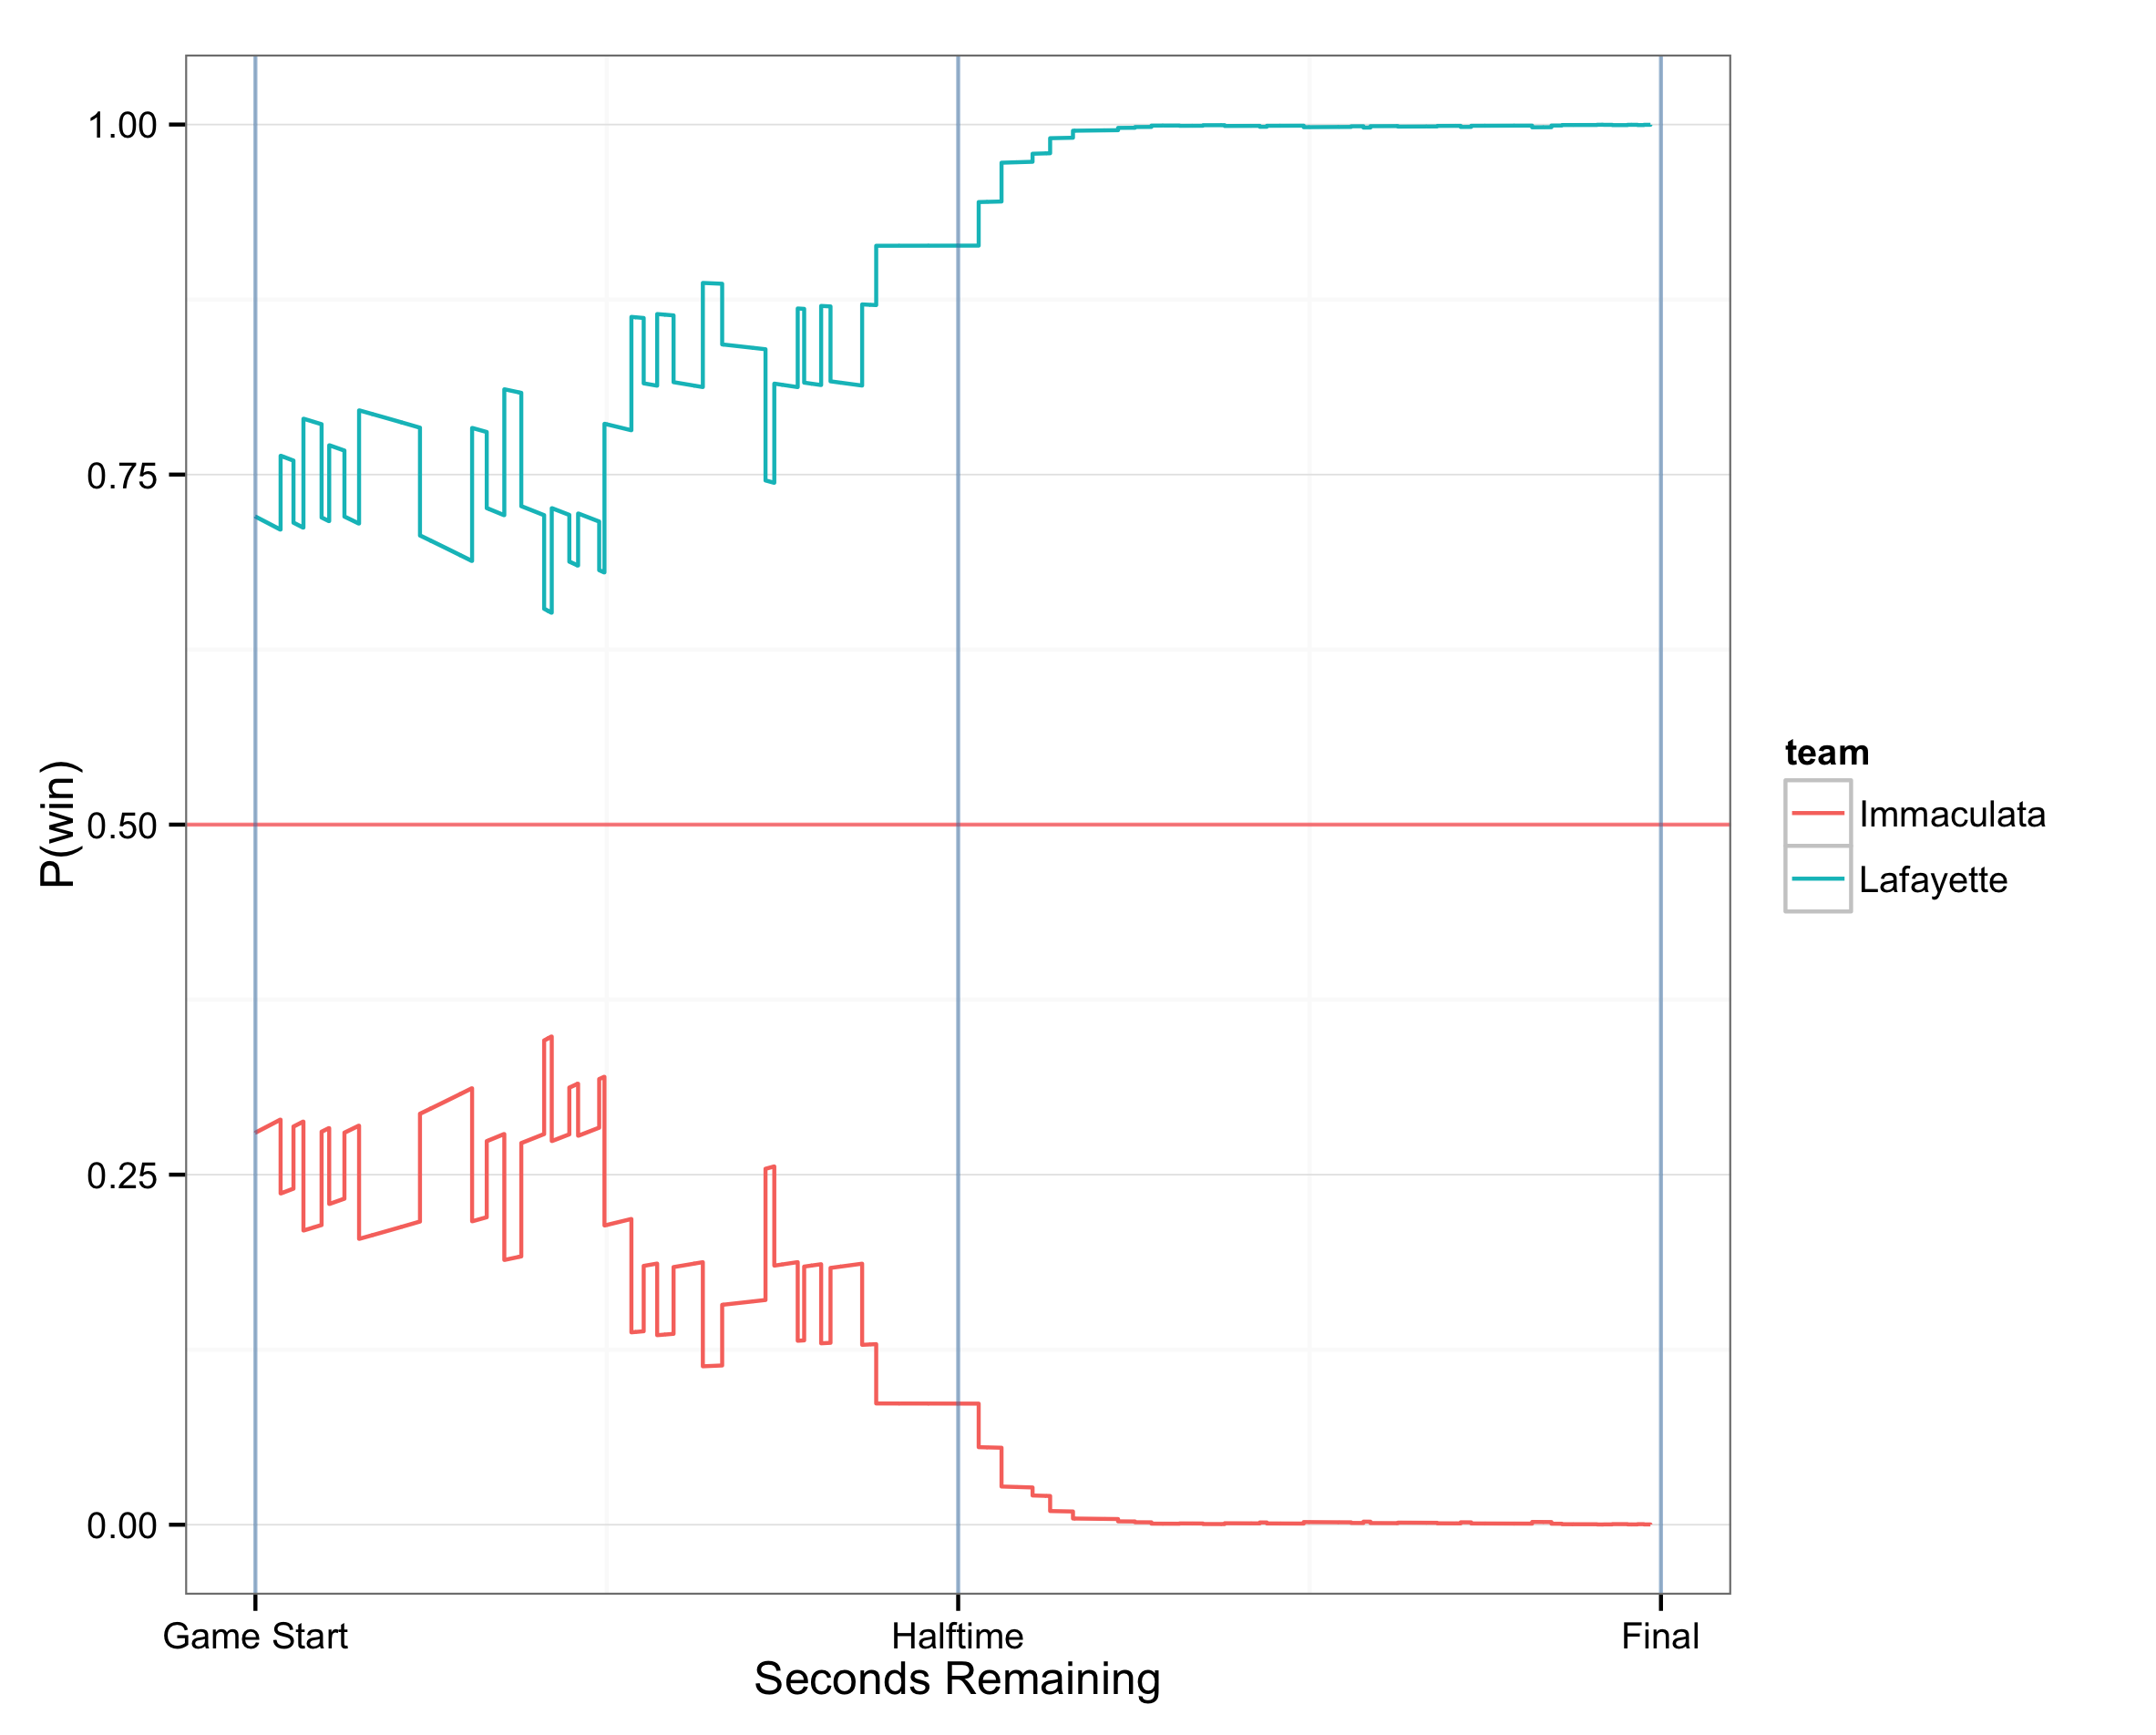 1.00
0.75
0.50
0.25
0.00
P(win)
Game Start
Halftime
Final
Seconds Remaining
team
Immaculata
Lafayette